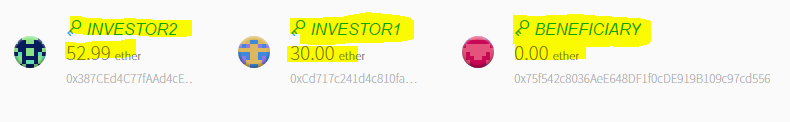 INVESTOR2
52.99 ether
0x387CEd4C77fAAd4cE..
INVESTOR1
30.00 ether
0xCd717c241d4c810fa...
BENEFICIARY
0.00 ether
0x75f542c8036AeE648DF1f0cDE919B109c97cd556